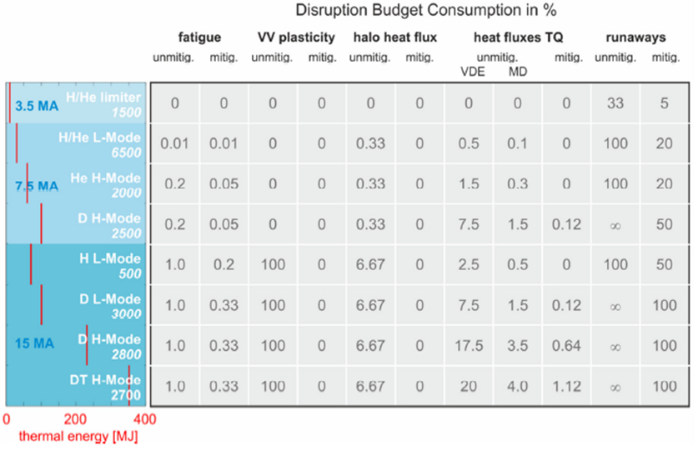 Disruption Budget Consumption in %
fatigue VV plasticity halo heat flux heat fluxes TQ runaways
unmitig. mitig. unmitig. mitig. unmitig. mitig. unmitig. mitig. unmitig. mitig.
VDE MD
3.5 MA H/He limiter 0 0 0 0 0 0 0 0 0 33 5
1500
H/He L-Mode 0.01 0.01 0 0 0.33 0 0.5 0.1 0 100 20
6500
7.5 MA He H-Mode 0.2 0.05 0 0 0.33 0 1.5 0.3 0 100 20
2000
D H-Mode 0.2 0.05 0 0 0.33 0 7.5 1.5 0.12 ∞ 50
2500
H L-Mode 1.0 0.2 100 0 6.67 0 2.5 0.5 0 100 50
500
D L-Mode 1.0 0.33 100 0 6.67 0 7.5 1.5 0.12 ∞ 100
3000
15 MA D H-Mode 1.0 0.33 100 0 6.67 0 17.5 3.5 0.64 ∞ 100
2800
DT H-Mode 1.0 0.33 100 0 6.67 0 20 4.0 1.12 ∞ 100
2700
0 200 400
thermal energy [MJ]